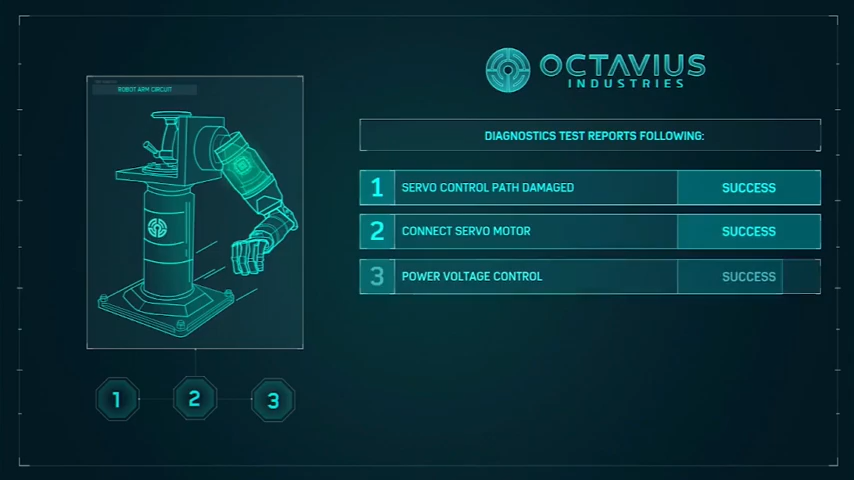 OCTAVIUS
INDUSTRIES
ROBOT ARM CIRCUIT
DIAGNOSTICS TEST REPORTS FOLLOWING:
1 SERVO CONTROL PATH DAMAGED SUCCESS
2 CONNECT SERVO MOTOR SUCCESS
3 POWER VOLTAGE CONTROL SUCCESS
1 2 3